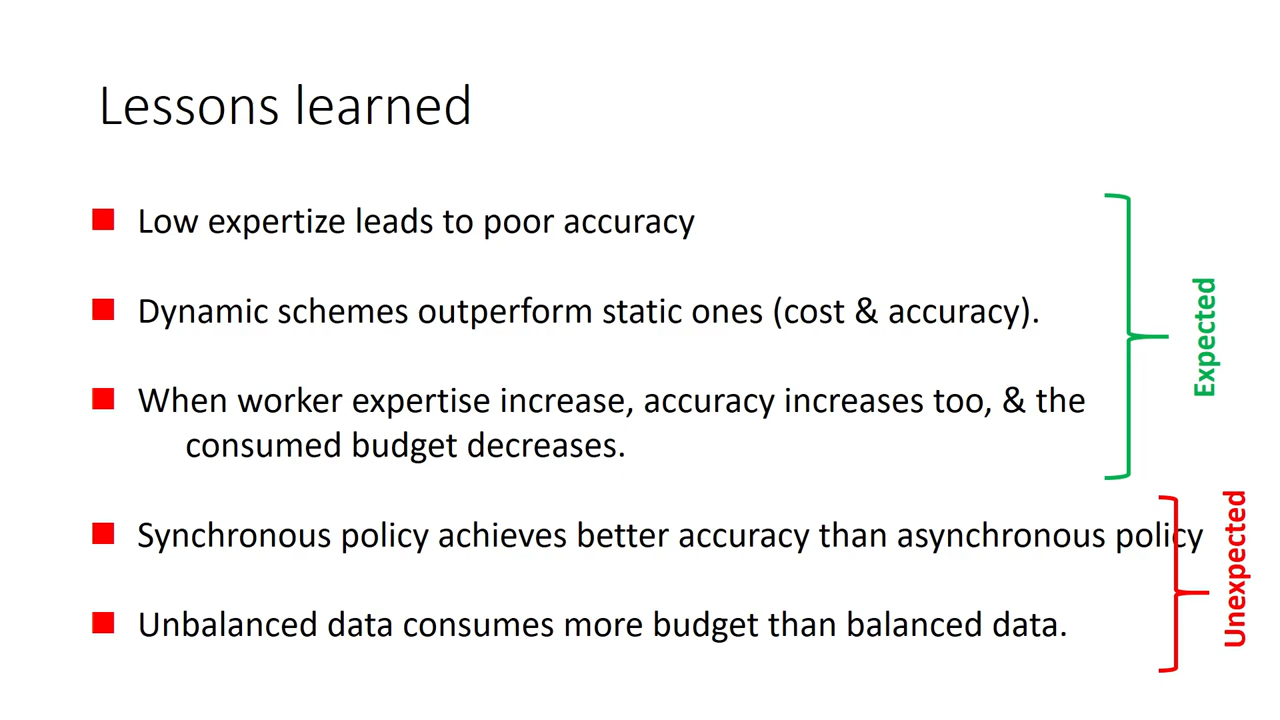 Lessons learned
Low expertize leads to poor accuracy
Dynamic schemes outperform static ones (cost & accuracy).
When worker expertise increase, accuracy increases too, & the
consumed budget decreases.
Expected
Synchronous policy achieves better accuracy than asynchronous policy
Unbalanced data consumes more budget than balanced data.
Unexpected